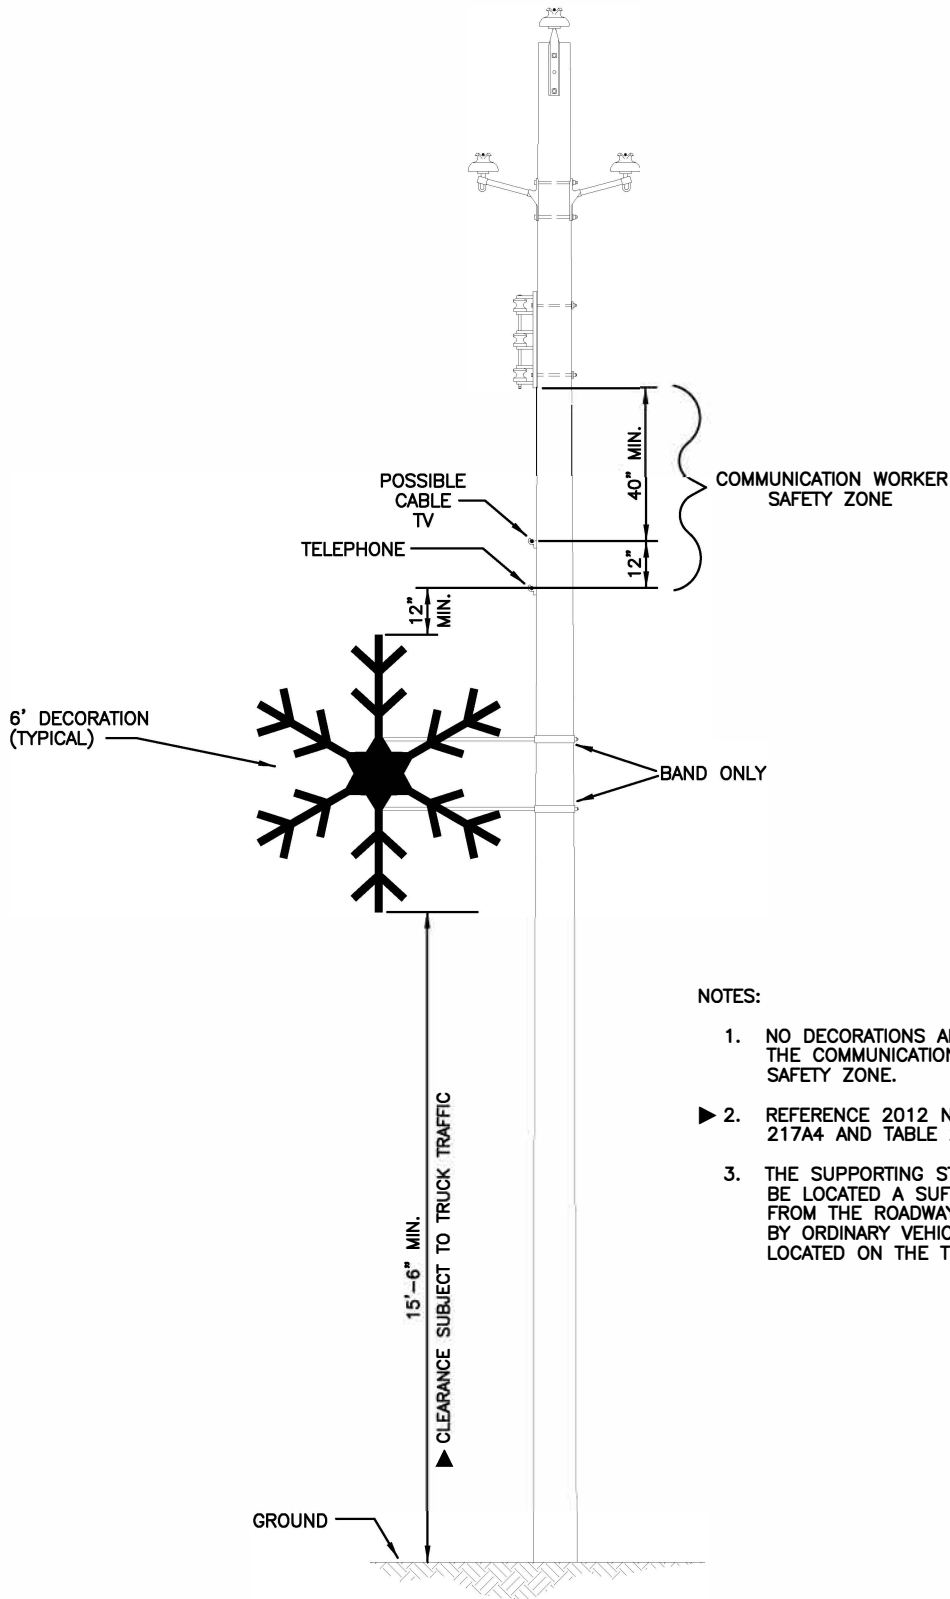 40" MIN.
COMMUNICATION WORKER
SAFETY ZONE
POSSIBLE
CABLE
TV
TELEPHONE
12"
12"
MIN.
6' DECORATION
(TYPICAL)
BAND ONLY
15'-6" MIN.
CLEARANCE SUBJECT TO TRUCK TRAFFIC
GROUND
NOTES:
1. NO DECORATIONS
THE COMMUNICATION
SAFETY ZONE.
2. REFERENCE 2012
217A4 AND TABLE
3. THE SUPPORTING
BE LOCATED A
FROM THE ROADWAY
BY ORDINARY
LOCATED ON THE